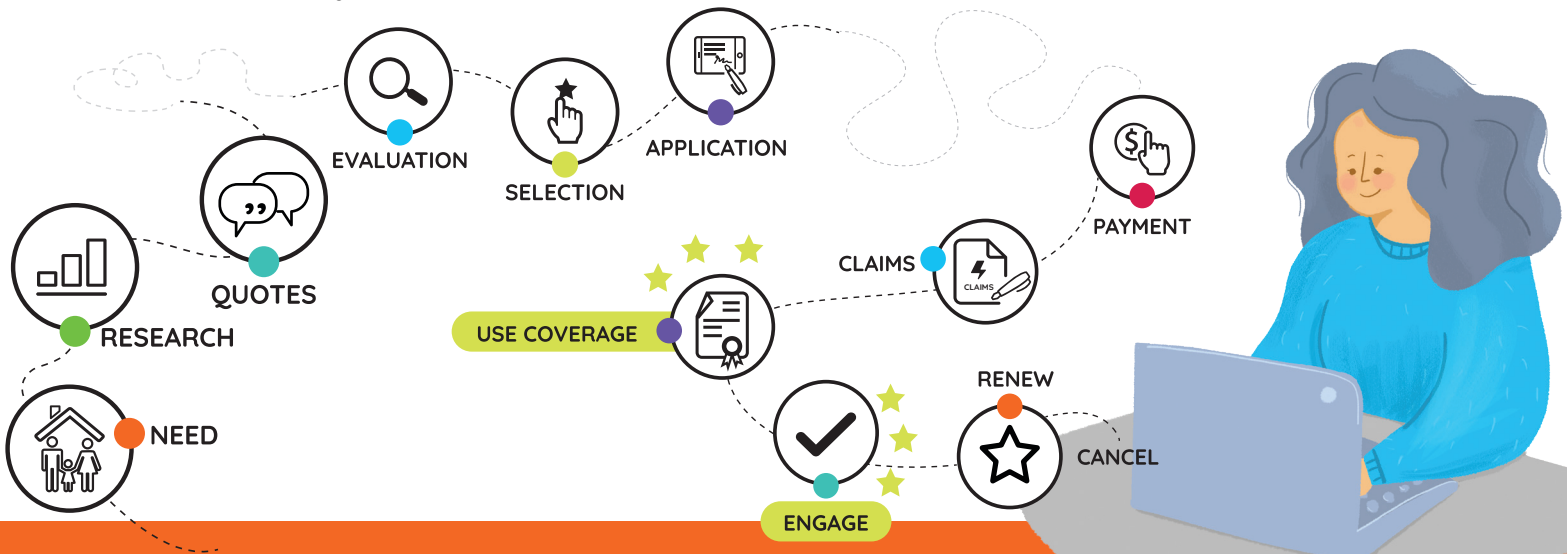 NEED
RESEARCH
QUOTES
EVALUATION
SELECTION
APPLICATION
PAYMENT
CLAIMS
CLAIMS
USE COVERAGE
ENGAGE
RENEW
CANCEL